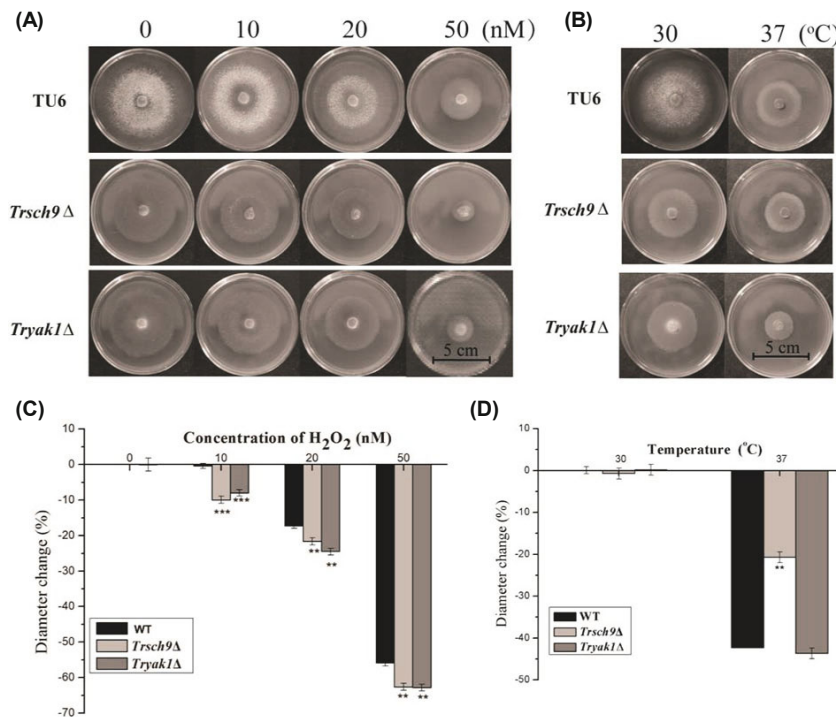 (A)
0 10 20 50 (nM)
TU6
Trsch9Δ
Tryak1Δ
5 cm
(B)
30 37 (°C)
TU6
Trsch9Δ
Tryak1Δ
5 cm
(C)
Concentration of H2O2 (nM)
0 10 20 50
Diameter change (%)
10
0
-10
-20
-30
-40
-50
-60
-70
*** ***
** **
** **
WT
Trsch9Δ
Tryak1Δ
(D)
Temperature (°C)
30 37
Diameter change (%)
10
0
-10
-20
-30
-40
-50
**
WT
Trsch9Δ
Tryak1Δ